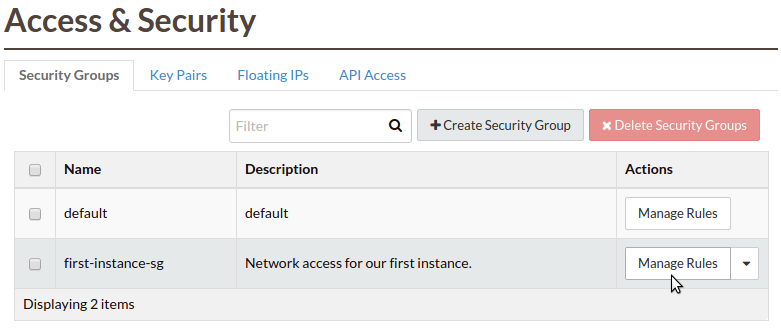 Access & Security
Security Groups Key Pairs Floating IPs API Access
Filter Create Security Group Delete Security Groups
Name Description Actions
default default Manage Rules
first-instance-sg Network access for our first instance. Manage Rules
Displaying 2 items